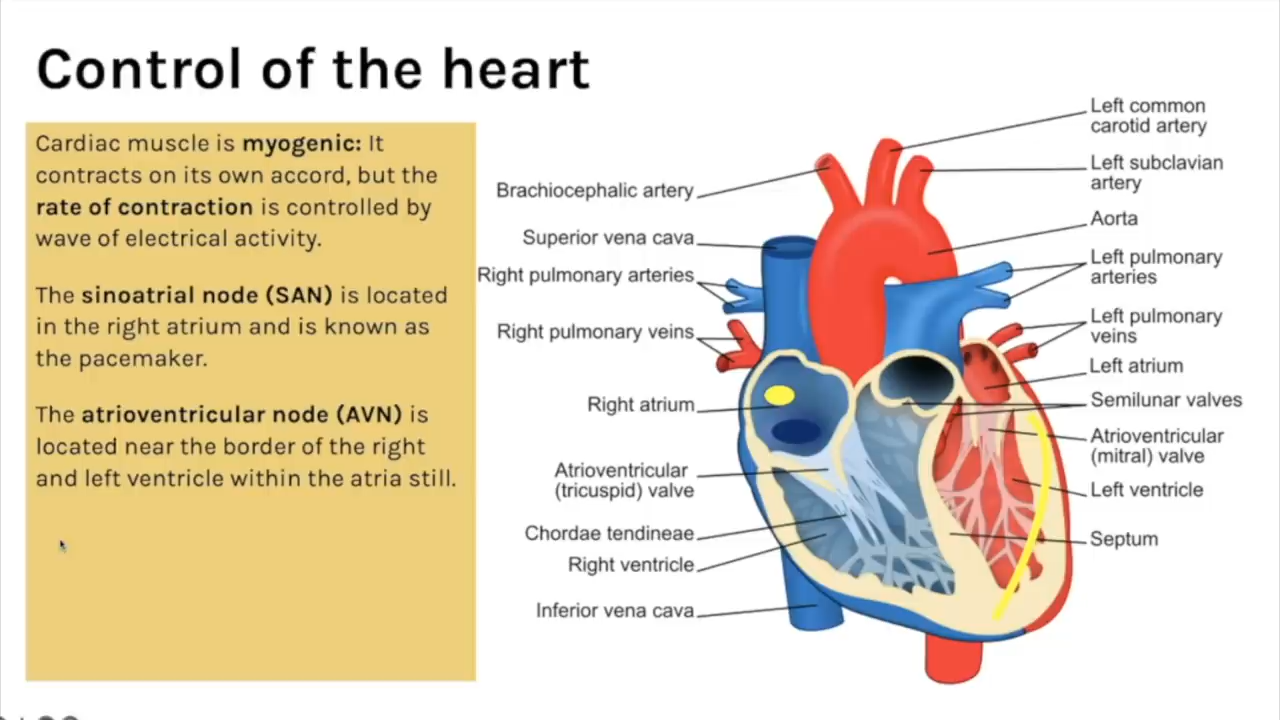 Control of the heart
Cardiac muscle is myogenic: It
contracts on its own accord, but the
rate of contraction is controlled by
wave of electrical activity.
The sinoatrial node (SAN) is located
in the right atrium and is known as
the pacemaker.
The atrioventricular node (AVN) is
located near the border of the right
and left ventricle within the atria still.
Brachiocephalic artery
Superior vena cava
Right pulmonary arteries
Right pulmonary veins
Right atrium
Atrioventricular
(tricuspid) valve
Chordae tendineae
Right ventricle
Inferior vena cava
Left common
carotid artery
Left subclavian
artery
Aorta
Left pulmonary
arteries
Left pulmonary
veins
Left atrium
Semilunar valves
Atrioventricular
(mitral) valve
Left ventricle
Septum